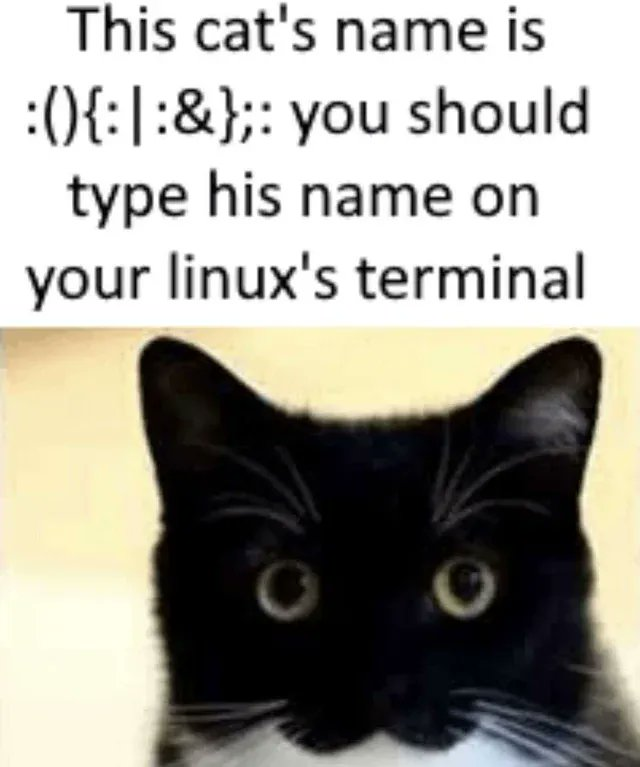 This cat's name is
:(){:|:&};: you should
type his name on
your linux's terminal